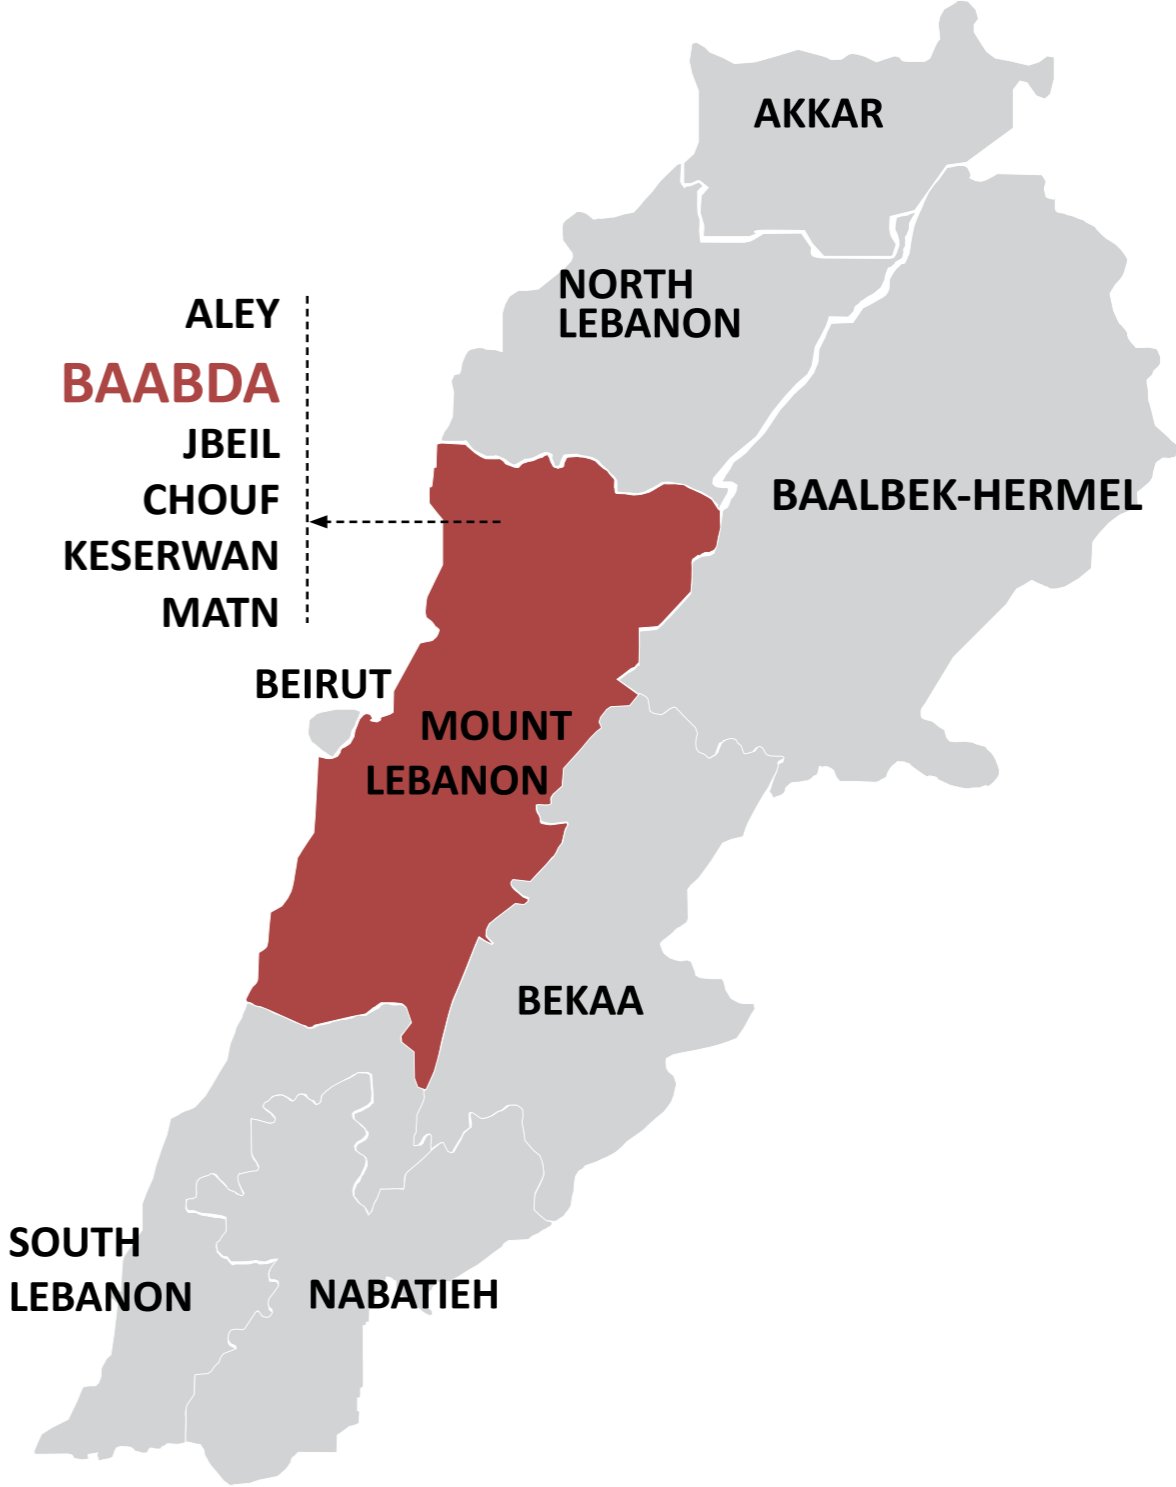 AKKAR
NORTH
LEBANON
ALEY
BAABDA
JBEIL
CHOUF
KESERWAN
MATN
BAALBEK-HERMEL
BEIRUT
MOUNT
LEBANON
BEKAA
SOUTH
LEBANON
NABATIEH